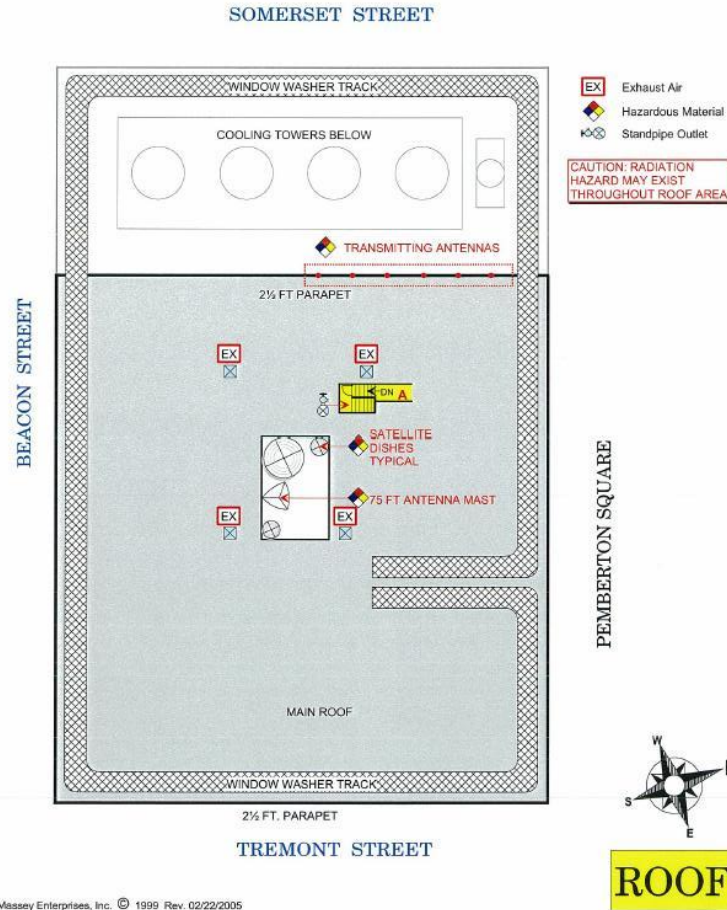 SOMERSET STREET
WINDOW WASHER TRACK
COOLING TOWERS BELOW
EX Exhaust Air
Hazardous Material
Standpipe Outlet
CAUTION: RADIATION
HAZARD MAY EXIST
THROUGHOUT ROOF AREA
TRANSMITTING ANTENNAS
2½ FT PARAPET
BEACON STREET
EX
EX
DN A
SATELLITE
DISHES
TYPICAL
75 FT ANTENNA MAST
EX
EX
PEMBERTON SQUARE
MAIN ROOF
WINDOW WASHER TRACK
2½ FT. PARAPET
TREMONT STREET
W
S
E
ROOF
Massey Enterprises, Inc. © 1999 Rev. 02/22/2005